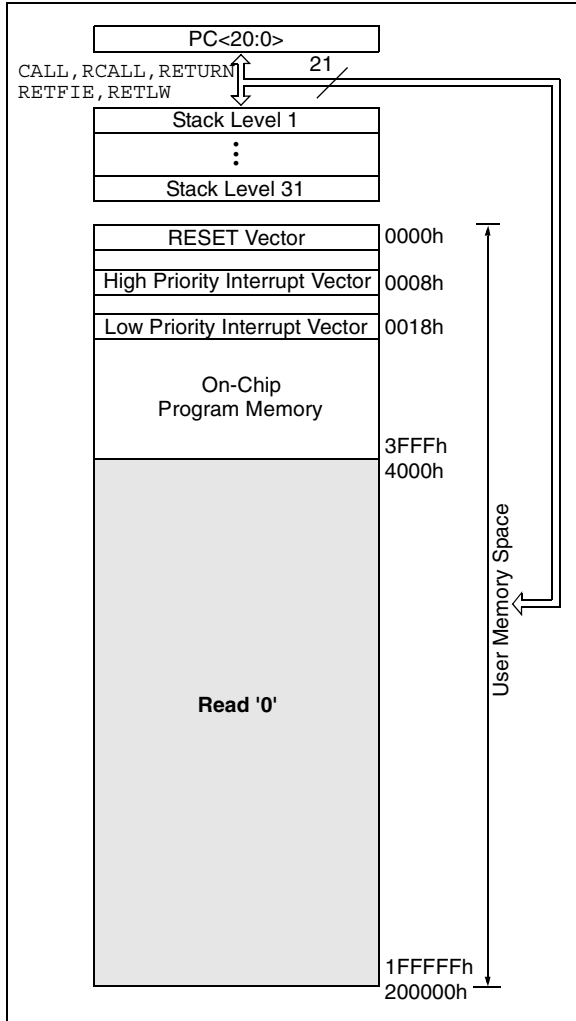 PC<20:0>
CALL,RCALL,RETURN
RETFIE,RETLW
21
Stack Level 1
Stack Level 31
RESET Vector
0000h
High Priority Interrupt Vector
0008h
Low Priority Interrupt Vector
0018h
On-Chip
Program Memory
3FFFh
4000h
User Memory Space
Read '0'
1FFFFFh
200000h